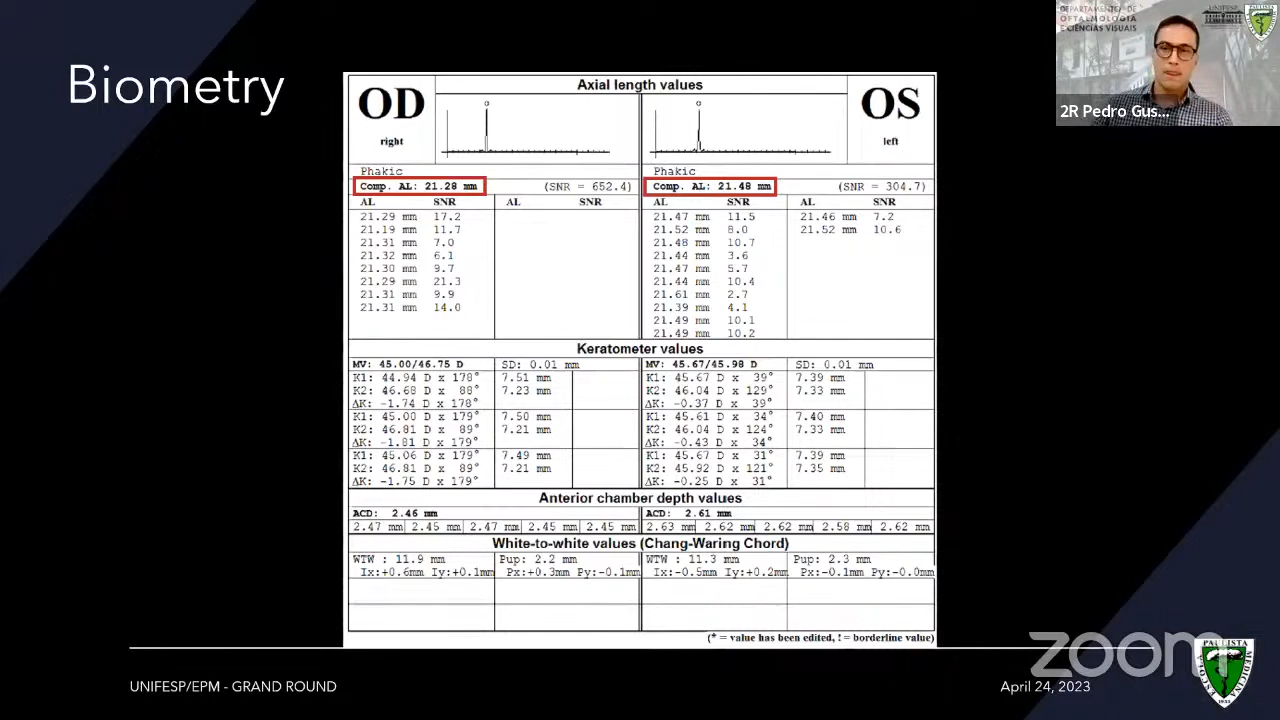 Biometry
DEPARTAMENTO DE
OFTALMOLOGIA
E CIÊNCIAS VISUAIS
UNIFESP
PAULISTA
2R Pedro Gus...
Axial length values
OD
right
OS
left
Phakic
Phakic
Comp. AL: 21.28 mm (SNR = 652.4)
Comp. AL: 21.48 mm (SNR = 304.7)
AL SNR AL SNR
AL SNR AL SNR
21.29 mm 17.2
21.19 mm 11.7
21.31 mm 7.0
21.32 mm 6.1
21.30 mm 9.7
21.29 mm 21.3
21.31 mm 9.9
21.31 mm 14.0
21.47 mm 11.5
21.52 mm 8.0
21.48 mm 10.7
21.44 mm 3.6
21.47 mm 5.7
21.44 mm 10.4
21.61 mm 2.7
21.39 mm 4.1
21.49 mm 10.1
21.49 mm 10.2
21.46 mm 7.2
21.52 mm 10.6
Keratometer values
MV: 45.00/46.75 D SD: 0.01 mm
K1: 44.94 D x 178° 7.51 mm
K2: 46.68 D x 88° 7.23 mm
ΔK: -1.74 D x 178°
K1: 45.00 D x 179° 7.50 mm
K2: 46.81 D x 89° 7.21 mm
ΔK: -1.81 D x 179°
K1: 45.06 D x 179° 7.49 mm
K2: 46.81 D x 89° 7.21 mm
ΔK: -1.75 D x 179°
MV: 45.67/45.98 D SD: 0.01 mm
K1: 45.67 D x 39° 7.39 mm
K2: 46.04 D x 129° 7.33 mm
ΔK: -0.37 D x 39°
K1: 45.61 D x 34° 7.40 mm
K2: 46.04 D x 124° 7.33 mm
ΔK: -0.43 D x 34°
K1: 45.67 D x 31° 7.39 mm
K2: 45.92 D x 121° 7.35 mm
ΔK: -0.25 D x 31°
Anterior chamber depth values
ACD: 2.46 mm
2.47 mm 2.45 mm 2.47 mm 2.45 mm 2.45 mm
ACD: 2.61 mm
2.63 mm 2.62 mm 2.62 mm 2.58 mm 2.62 mm
White-to-white values (Chang-Waring Chord)
WTW : 11.9 mm Pup: 2.2 mm
Ix:+0.6mm Iy:+0.1mm Px:+0.3mm Py:-0.1mm
WTW : 11.3 mm Pup: 2.3 mm
Ix:-0.5mm Iy:+0.2mm Px:-0.1mm Py:-0.0mm
(* = value has been edited, ! = borderline value)
zoom
UNIFESP/EPM - GRAND ROUND
April 24, 2023
ESCOLA PAULISTA MEDICINA
1933